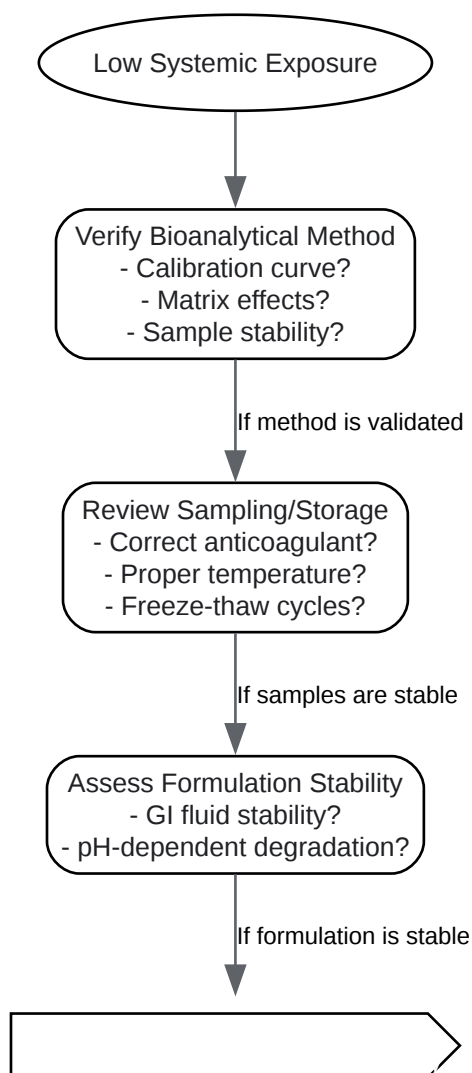 Low Systemic Exposure
Verify Bioanalytical Method
- Calibration curve?
- Matrix effects?
- Sample stability?
If method is validated
Review Sampling/Storage
- Correct anticoagulant?
- Proper temperature?
- Freeze-thaw cycles?
If samples are stable
Assess Formulation Stability
- GI fluid stability?
- pH-dependent degradation?
If formulation is stable